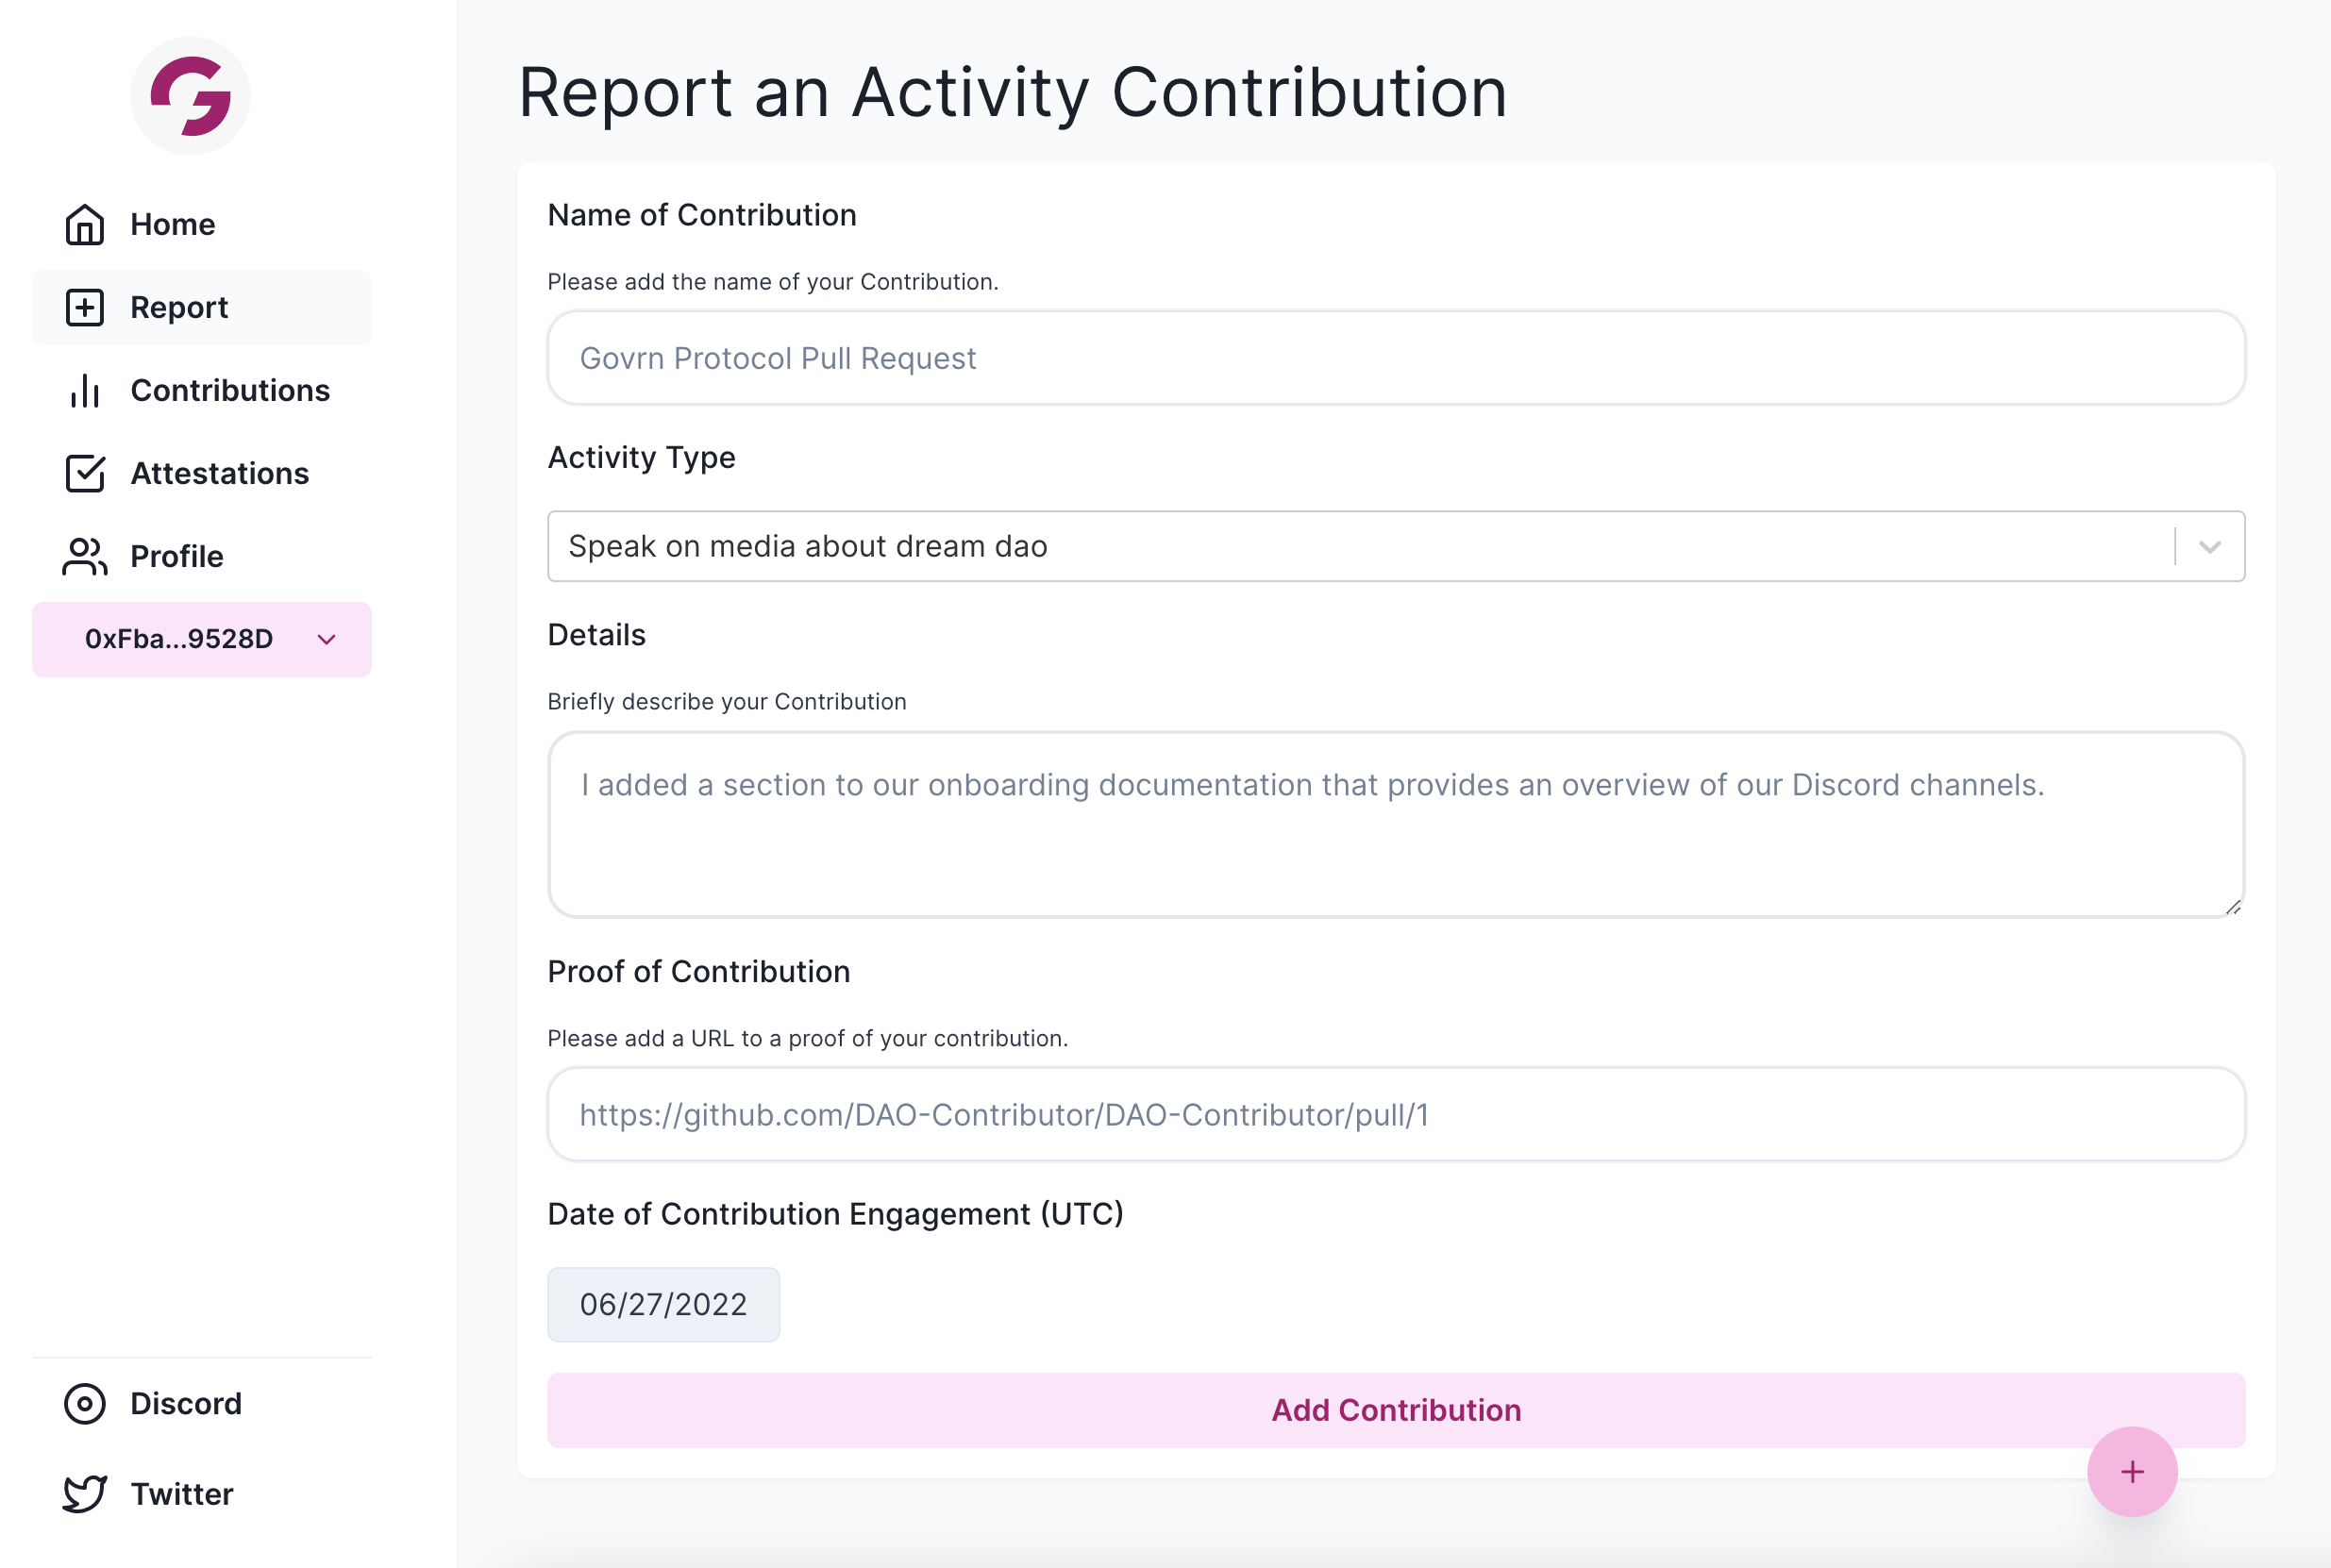 Home
Report
Contributions
Attestations
Profile
0xFba...9528D
Discord
Twitter
Report an Activity Contribution
Name of Contribution
Please add the name of your Contribution.
Govrn Protocol Pull Request
Activity Type
Speak on media about dream dao
Details
Briefly describe your Contribution
I added a section to our onboarding documentation that provides an overview of our Discord channels.
Proof of Contribution
Please add a URL to a proof of your contribution.
https://github.com/DAO-Contributor/DAO-Contributor/pull/1
Date of Contribution Engagement (UTC)
06/27/2022
Add Contribution